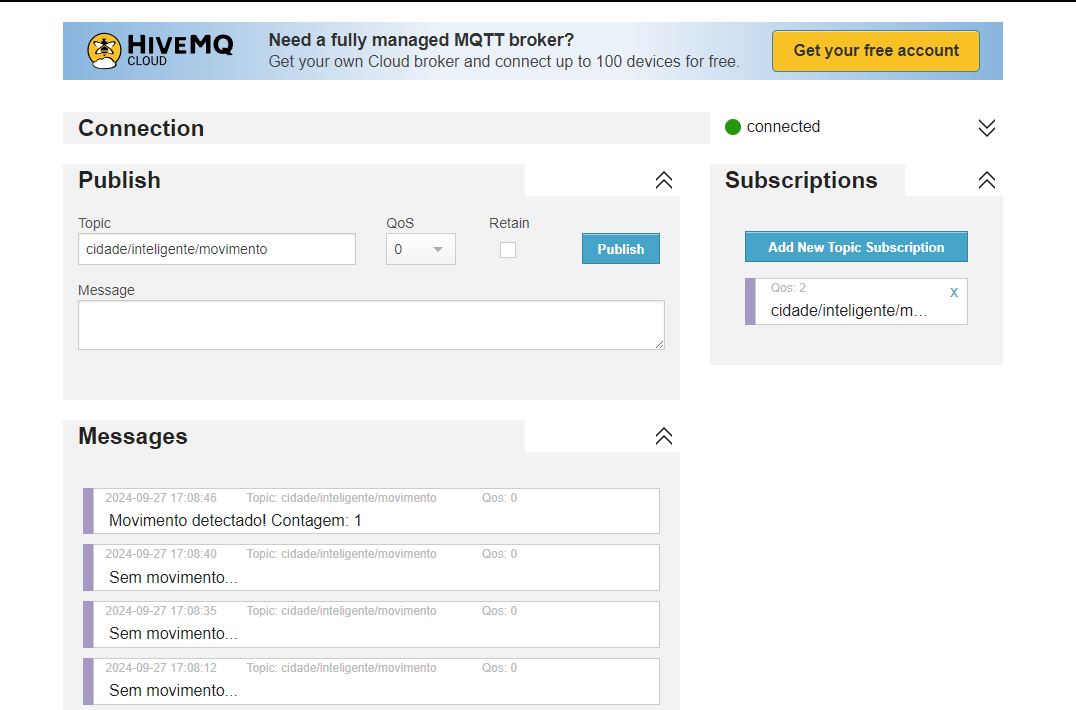 HIVEMQ
CLOUD
Need a fully managed MQTT broker?
Get your own Cloud broker and connect up to 100 devices for free.
Get your free account
Connection
connected
Publish
Topic
QoS
Retain
cidade/inteligente/movimento
0
Publish
Message
Subscriptions
Add New Topic Subscription
Qos: 2
x
cidade/inteligente/m...
Messages
2024-09-27 17:08:46 Topic: cidade/inteligente/movimento Qos: 0
Movimento detectado! Contagem: 1
2024-09-27 17:08:40 Topic: cidade/inteligente/movimento Qos: 0
Sem movimento...
2024-09-27 17:08:35 Topic: cidade/inteligente/movimento Qos: 0
Sem movimento...
2024-09-27 17:08:12 Topic: cidade/inteligente/movimento Qos: 0
Sem movimento...